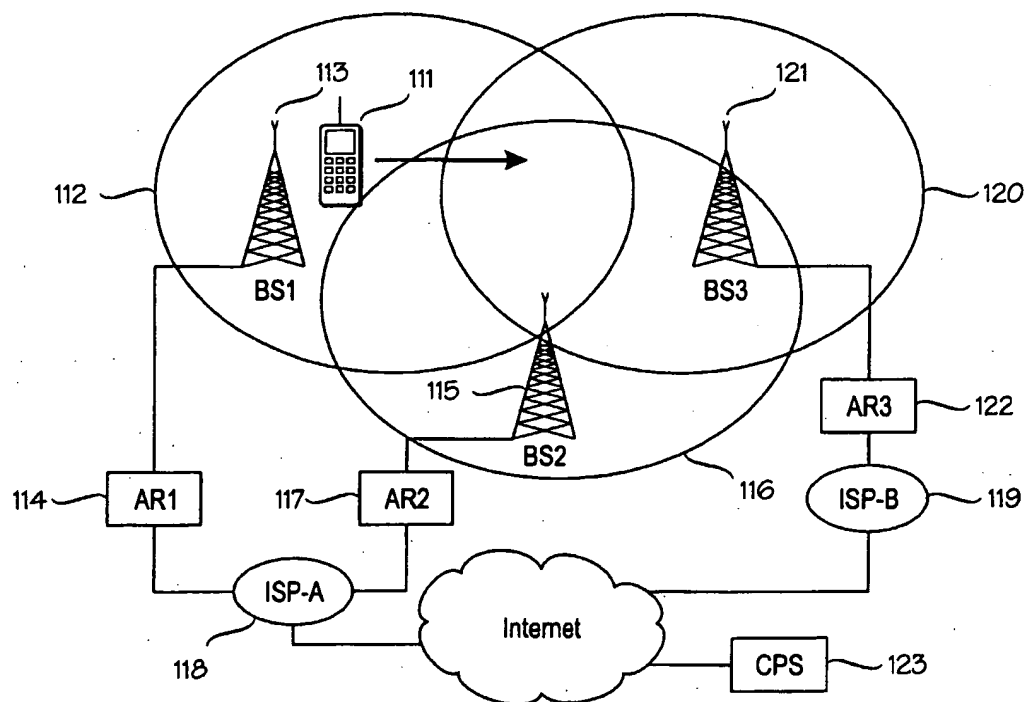 113
111
121
112
120
BS1
BS3
115
AR3
122
BS2
116
114
AR1
117
AR2
ISP-B
119
ISP-A
Internet
118
CPS
123